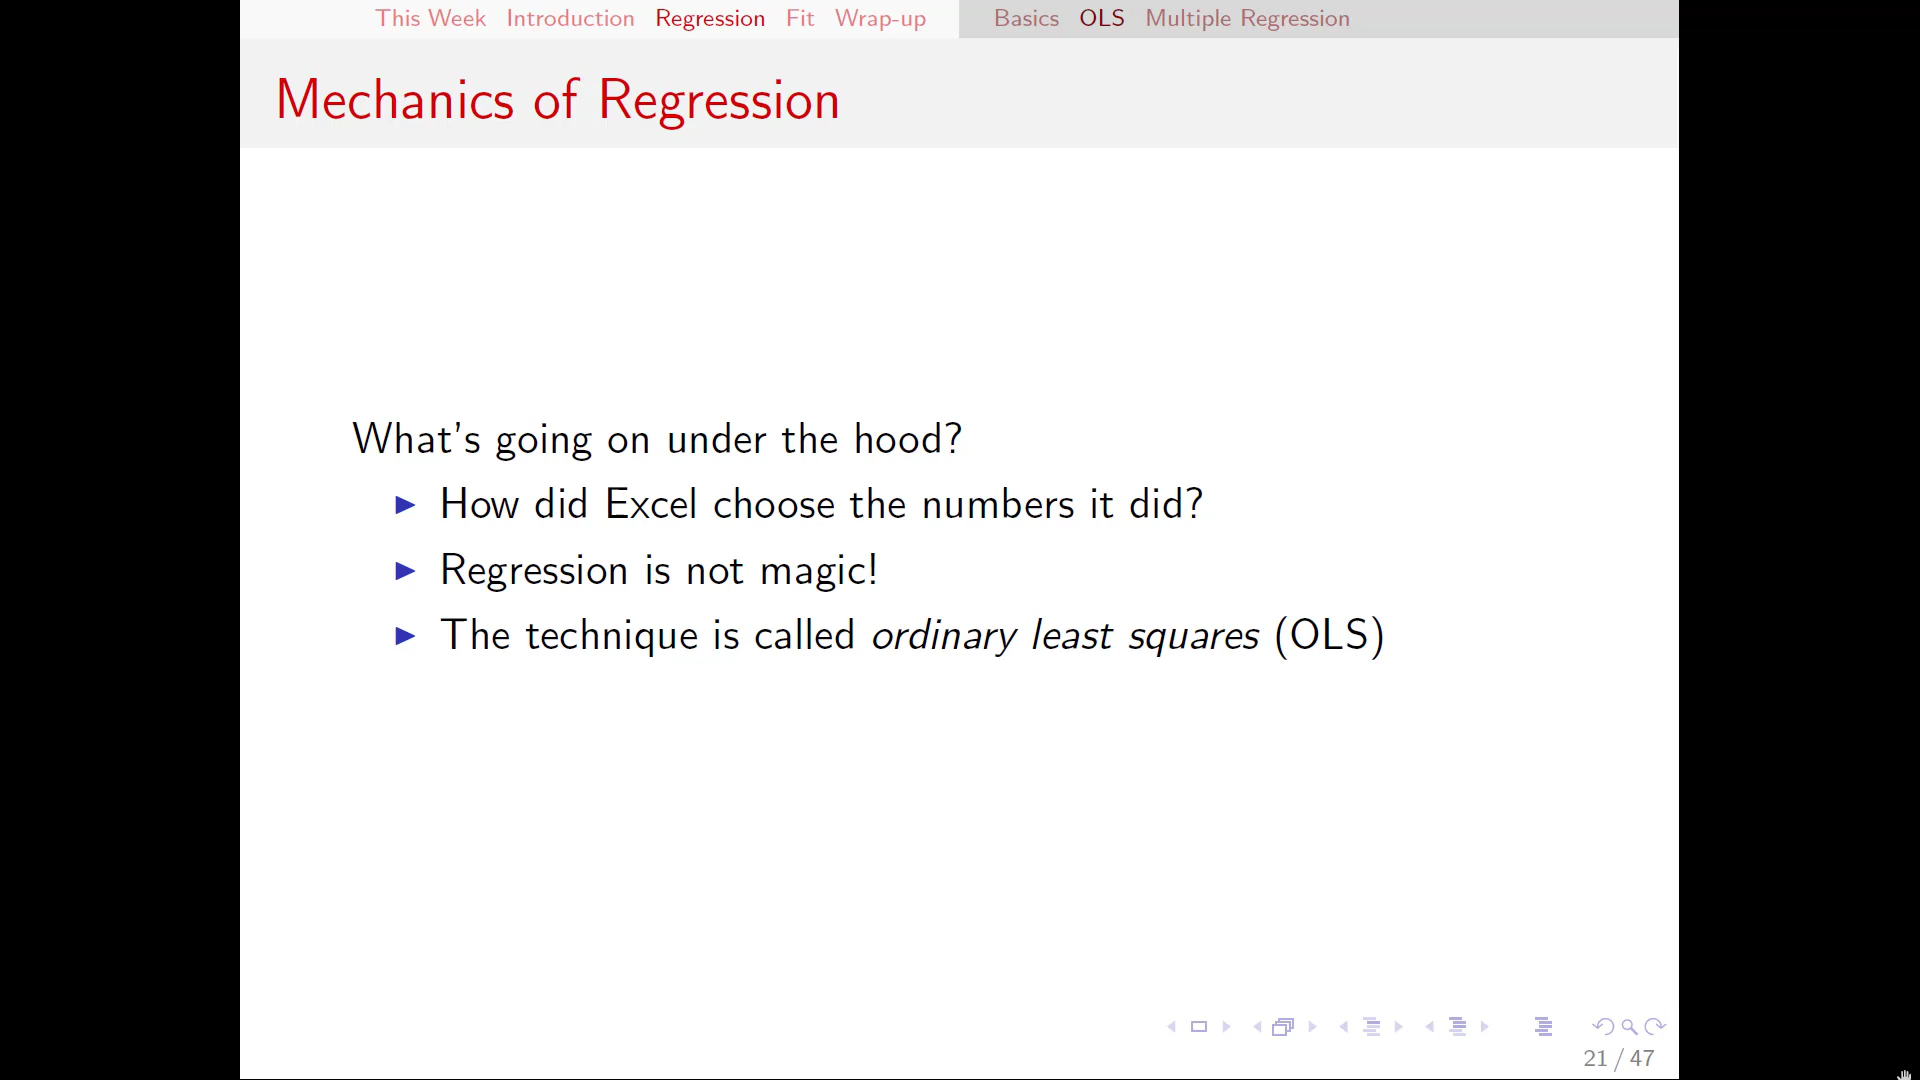 This Week Introduction Regression Fit Wrap-up Basics OLS Multiple Regression
Mechanics of Regression
What's going on under the hood?
How did Excel choose the numbers it did?
Regression is not magic!
The technique is called ordinary least squares (OLS)
21 / 47